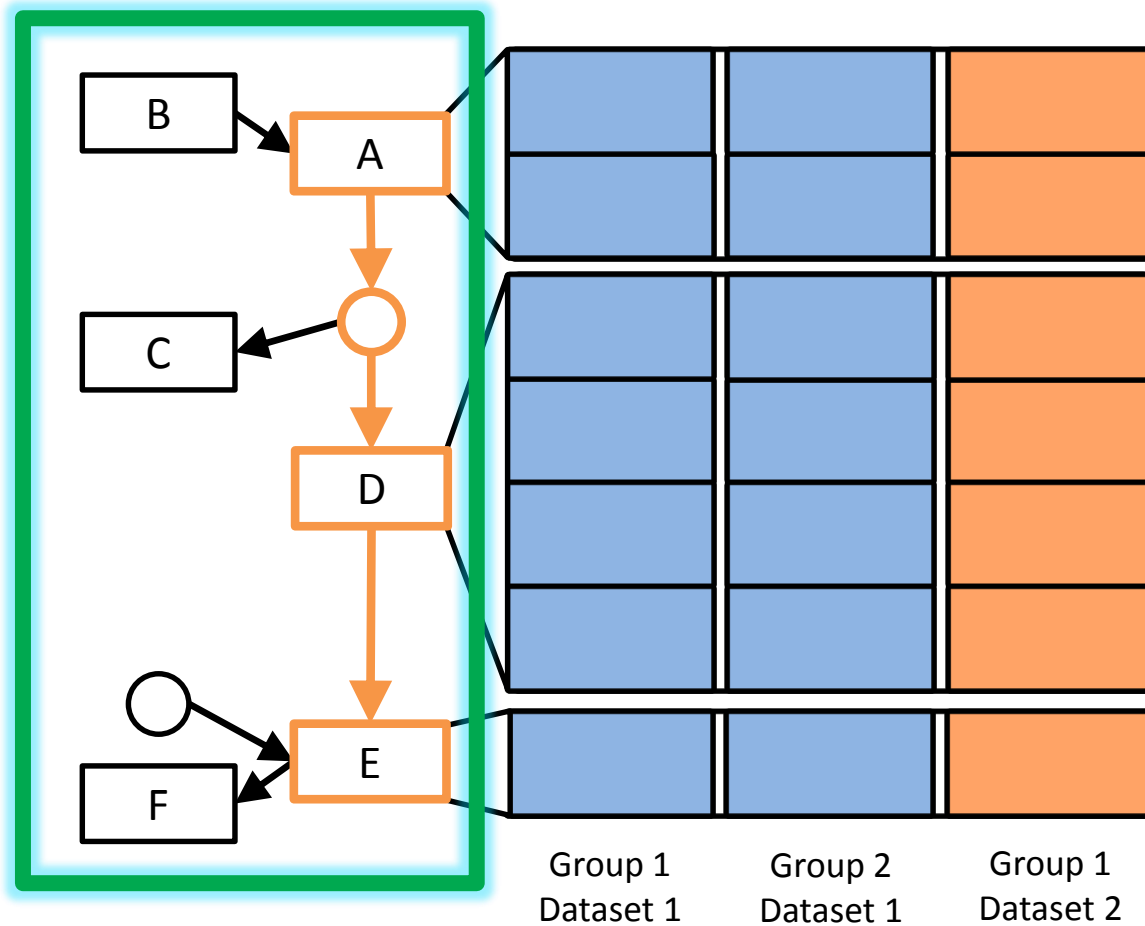 B
A
C
D
E
F
Group 1
Dataset 1
Group 2
Dataset 1
Group 1
Dataset 2